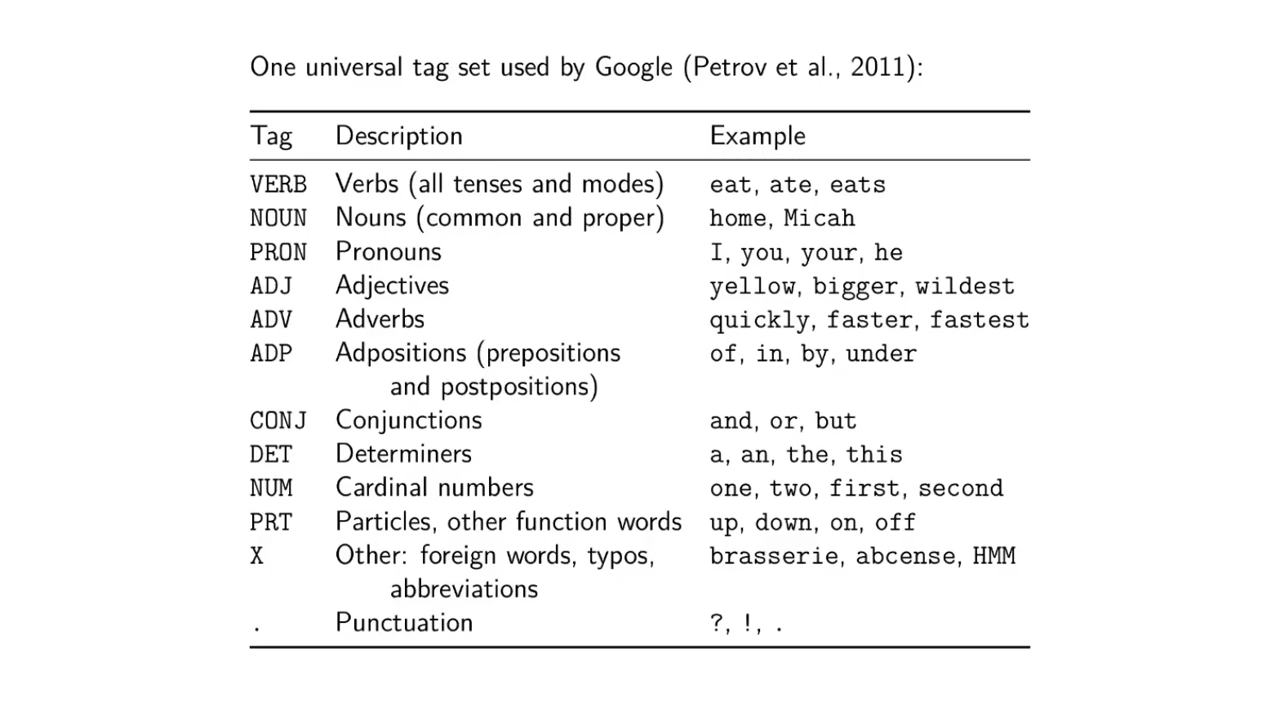 One universal tag set used by Google (Petrov et al., 2011):
Tag Description Example
VERB Verbs (all tenses and modes) eat, ate, eats
NOUN Nouns (common and proper) home, Micah
PRON Pronouns I, you, your, he
ADJ Adjectives yellow, bigger, wildest
ADV Adverbs quickly, faster, fastest
ADP Adpositions (prepositions of, in, by, under
and postpositions)
CONJ Conjunctions and, or, but
DET Determiners a, an, the, this
NUM Cardinal numbers one, two, first, second
PRT Particles, other function words up, down, on, off
X Other: foreign words, typos, brasserie, abcense, HMM
abbreviations
. Punctuation ?, !, .